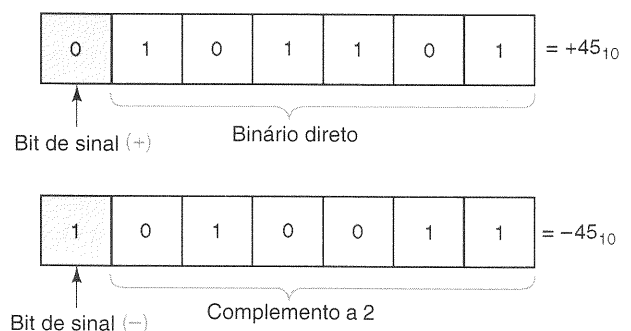 0 1 0 1 1 0 1 = +45₁₀
Bit de sinal (+)
Binário direto
1 0 1 0 0 1 1 = −45₁₀
Bit de sinal (−)
Complemento a 2